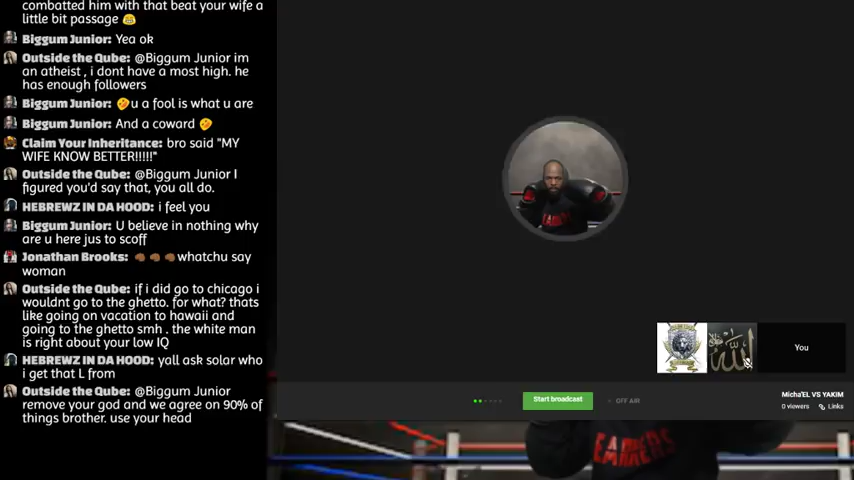 combatted him with that beat your wife a
little bit passage 😂
Biggum Junior: Yea ok
Outside the Qube: @Biggum Junior im
an atheist , i dont have a most high. he
has enough followers
Biggum Junior: 🤣u a fool is what u are
Biggum Junior: And a coward 🤣
Claim Your Inheritance: bro said "MY
WIFE KNOW BETTER!!!!!"
Outside the Qube: @Biggum Junior I
figured you'd say that, you all do.
HEBREWZ IN DA HOOD: i feel you
Biggum Junior: U believe in nothing why
are u here jus to scoff
Jonathan Brooks: 👊🏾👊🏾👊🏾whatchu say
woman
Outside the Qube: if i did go to chicago i
wouldnt go to the ghetto. for what? thats
like going on vacation to hawaii and
going to the ghetto smh . the white man
is right about your low IQ
HEBREWZ IN DA HOOD: yall ask solar who
i get that L from
Outside the Qube: @Biggum Junior
remove your god and we agree on 90% of
things brother. use your head
You
Start broadcast
OFF AIR
Micha'EL VS YAKIM
0 viewers
Links